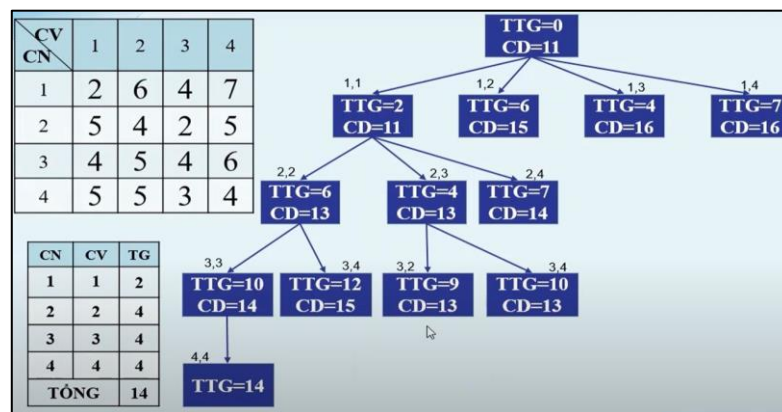 CV
CN
1 2 3 4
1 2 6 4 7
2 5 4 2 5
3 4 5 4 6
4 5 5 3 4
TTG=0
CD=11
1,1
1,2
1,3
1,4
TTG=2
CD=11
TTG=6
CD=15
TTG=4
CD=16
TTG=7
CD=16
2,2
2,3
2,4
TTG=6
CD=13
TTG=4
CD=13
TTG=7
CD=14
3,3
3,4
3,2
3,4
TTG=10
CD=14
TTG=12
CD=15
TTG=9
CD=13
TTG=10
CD=13
4,4
TTG=14
CN CV TG
1 1 2
2 2 4
3 3 4
4 4 4
TỔNG 14